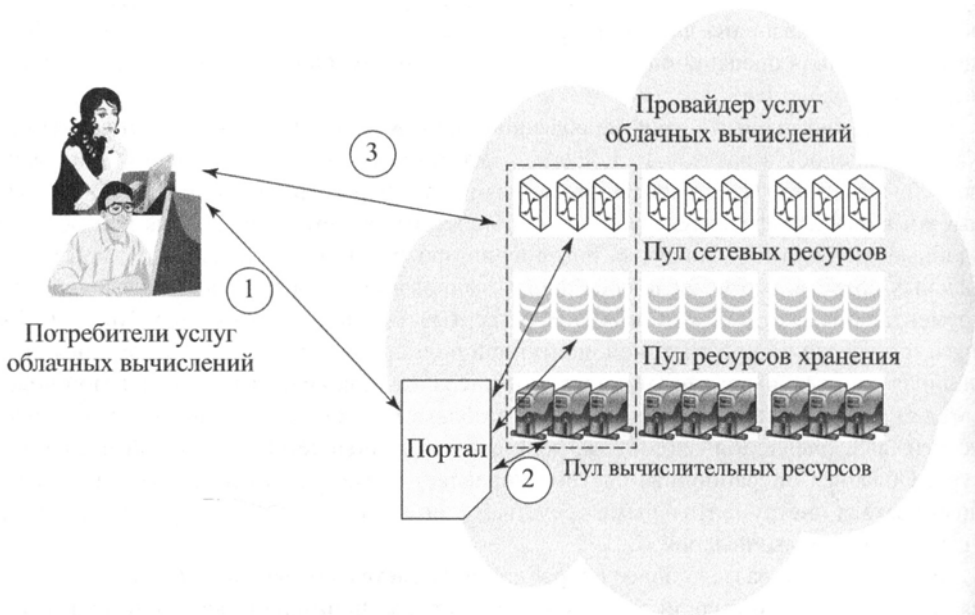 Провайдер услуг
облачных вычислений
3
Пул сетевых ресурсов
1
Потребители услуг
облачных вычислений
Пул ресурсов хранения
Портал
2
Пул вычислительных ресурсов